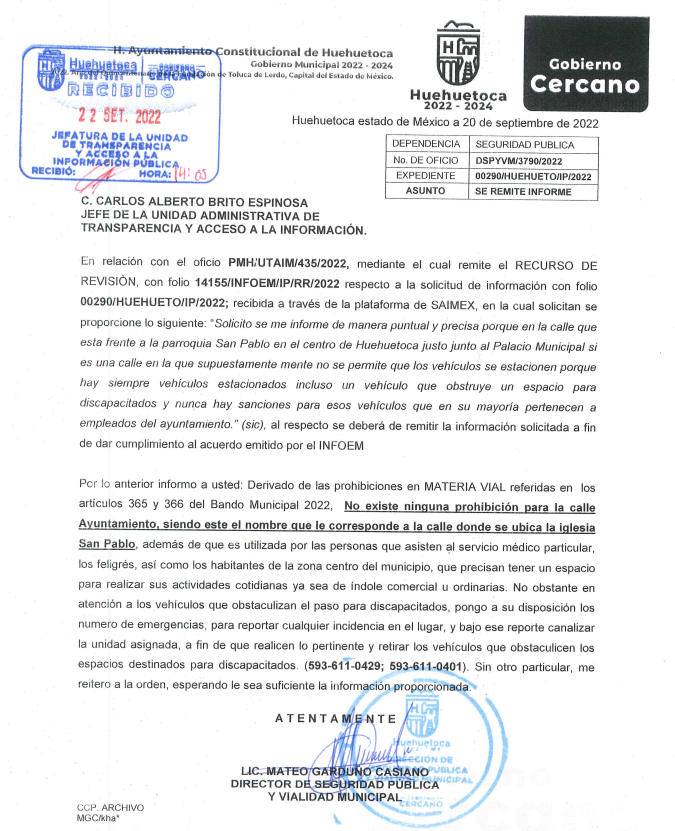 H. Ayuntamiento Constitucional de Huehuetoca
Gobierno Municipal 2022 - 2024
de Toluca de Lerdo, Capital del Estado de México.
Huehuetoca
2022 - 2024
Gobierno
Cercano
Huehuetoca
GOBIERNO
CERCANO
RECIBIDO
22 SET. 2022
JEFATURA DE LA UNIDAD
DE TRANSPARENCIA
Y ACCESO A LA
INFORMACIÓN PÚBLICA
RECIBIÓ: HORA: 14:05
Huehuetoca estado de México a 20 de septiembre de 2022
DEPENDENCIA SEGURIDAD PUBLICA
No. DE OFICIO DSPYVM/3790/2022
EXPEDIENTE 00290/HUEHUETO/IP/2022
ASUNTO SE REMITE INFORME
C. CARLOS ALBERTO BRITO ESPINOSA
JEFE DE LA UNIDAD ADMINISTRATIVA DE
TRANSPARENCIA Y ACCESO A LA INFORMACIÓN.
En relación con el oficio PMH/UTAIM/435/2022, mediante el cual remite el RECURSO DE
REVISIÓN, con folio 14155/INFOEM/IP/RR/2022 respecto a la solicitud de información con folio
00290/HUEHUETO/IP/2022; recibida a través de la plataforma de SAIMEX, en la cual solicitan se
proporcione lo siguiente: “Solicito se me informe de manera puntual y precisa porque en la calle que
esta frente a la parroquia San Pablo en el centro de Huehuetoca justo junto al Palacio Municipal si
es una calle en la que supuestamente mente no se permite que los vehículos se estacionen porque
hay siempre vehículos estacionados incluso un vehículo que obstruye un espacio para
discapacitados y nunca hay sanciones para esos vehículos que en su mayoría pertenecen a
empleados del ayuntamiento.” (sic), al respecto se deberá de remitir la información solicitada a fin
de dar cumplimiento al acuerdo emitido por el INFOEM
Por lo anterior informo a usted: Derivado de las prohibiciones en MATERIA VIAL referidas en los
artículos 365 y 366 del Bando Municipal 2022, No existe ninguna prohibición para la calle
Ayuntamiento, siendo este el nombre que le corresponde a la calle donde se ubica la iglesia
San Pablo, además de que es utilizada por las personas que asisten al servicio médico particular,
los feligrés, así como los habitantes de la zona centro del municipio, que precisan tener un espacio
para realizar sus actividades cotidianas ya sea de índole comercial u ordinarias. No obstante en
atención a los vehículos que obstaculizan el paso para discapacitados, pongo a su disposición los
numero de emergencias, para reportar cualquier incidencia en el lugar, y bajo ese reporte canalizar
la unidad asignada, a fin de que realicen lo pertinente y retirar los vehículos que obstaculicen los
espacios destinados para discapacitados. (593-611-0429; 593-611-0401). Sin otro particular, me
reitero a la orden, esperando le sea suficiente la información proporcionada.
ATENTAMENTE
Huehuetoca
DIRECCION DE
SEGURIDAD PUBLICA
Y VIALIDAD MUNICIPAL
CERCANO
LIC. MATEO GARDUÑO CASIANO
DIRECTOR DE SEGURIDAD PÚBLICA
Y VIALIDAD MUNICIPAL
CCP. ARCHIVO
MGC/kha*